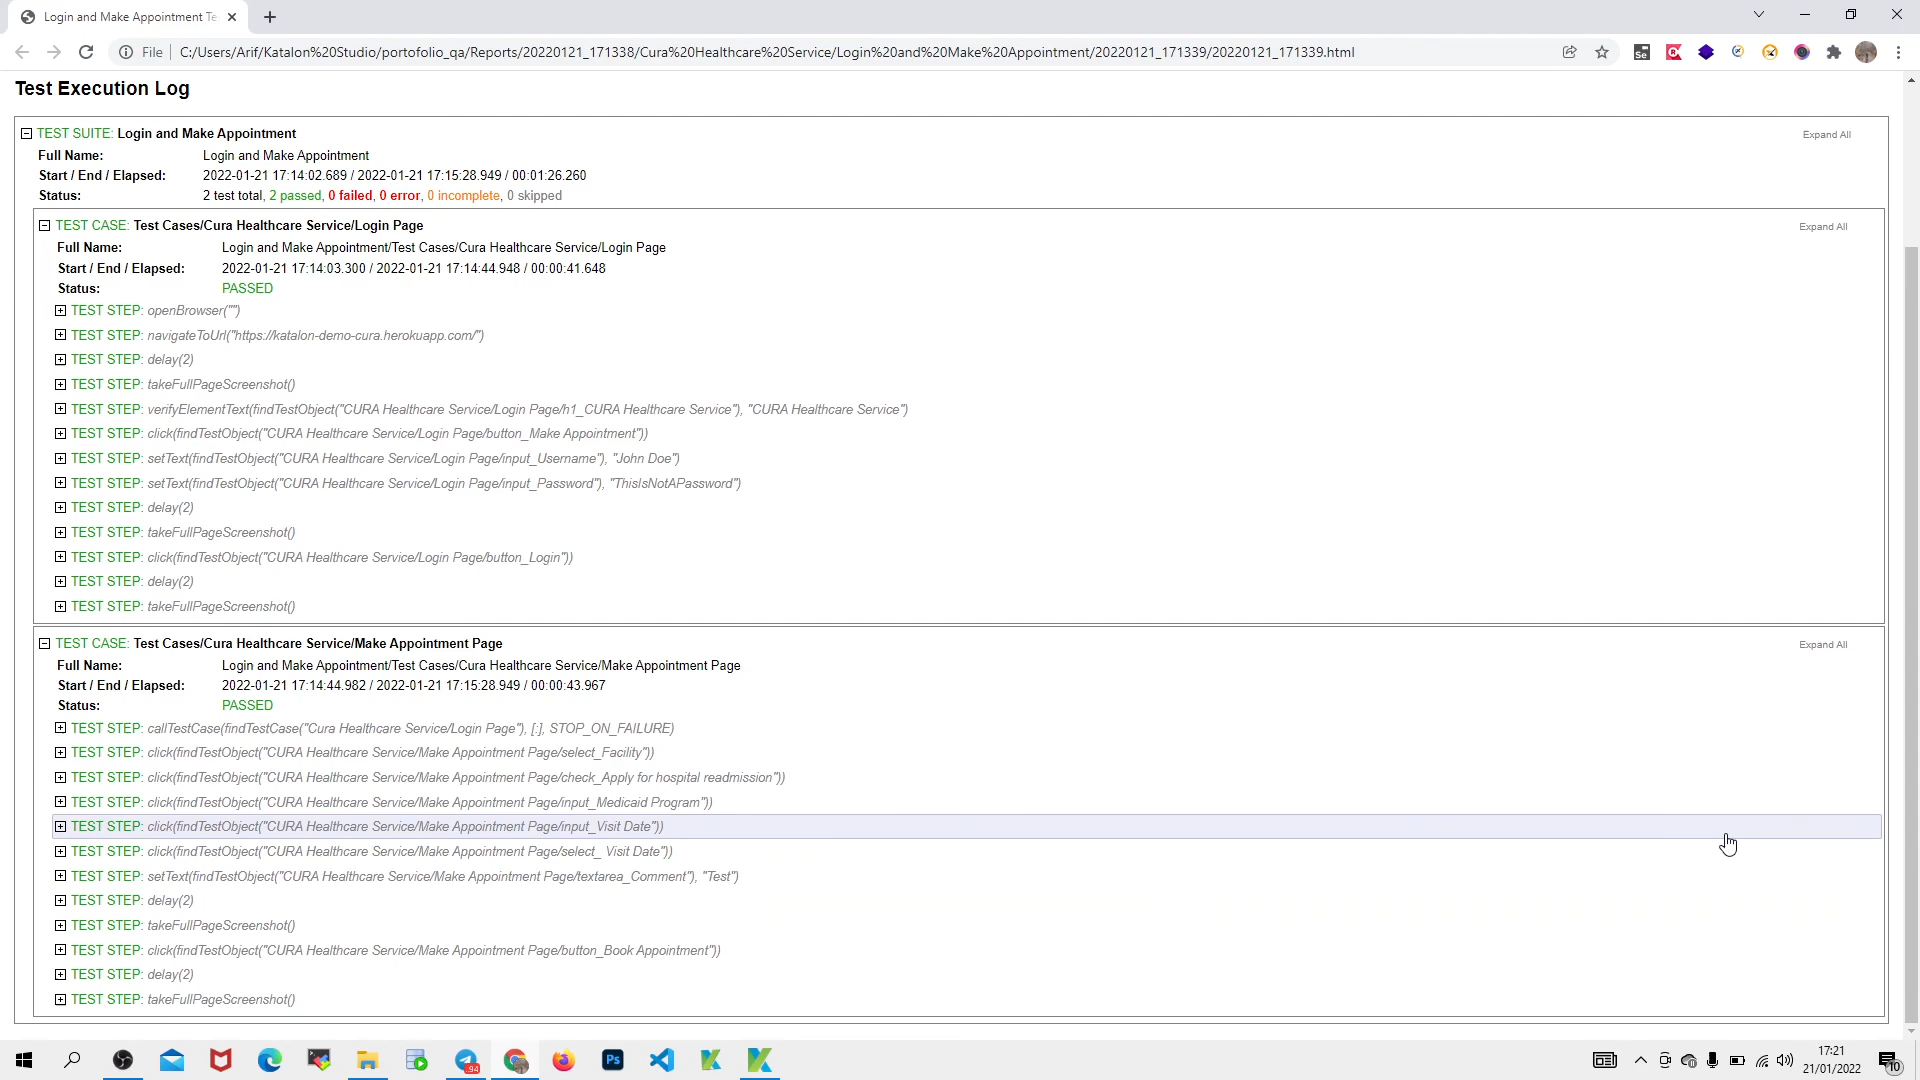 Login and Make Appointment Te
File
C:/Users/Arif/Katalon%20Studio/portofolio_qa/Reports/20220121_171338/Cura%20Healthcare%20Service/Login%20and%20Make%20Appointment/20220121_171339/20220121_171339.html
Test Execution Log
TEST SUITE: Login and Make Appointment
Expand All
Full Name: Login and Make Appointment
Start / End / Elapsed: 2022-01-21 17:14:02.689 / 2022-01-21 17:15:28.949 / 00:01:26.260
Status: 2 test total, 2 passed, 0 failed, 0 error, 0 incomplete, 0 skipped
TEST CASE: Test Cases/Cura Healthcare Service/Login Page
Expand All
Full Name: Login and Make Appointment/Test Cases/Cura Healthcare Service/Login Page
Start / End / Elapsed: 2022-01-21 17:14:03.300 / 2022-01-21 17:14:44.948 / 00:00:41.648
Status: PASSED
TEST STEP: openBrowser("")
TEST STEP: navigateToUrl("https://katalon-demo-cura.herokuapp.com/")
TEST STEP: delay(2)
TEST STEP: takeFullPageScreenshot()
TEST STEP: verifyElementText(findTestObject("CURA Healthcare Service/Login Page/h1_CURA Healthcare Service"), "CURA Healthcare Service")
TEST STEP: click(findTestObject("CURA Healthcare Service/Login Page/button_Make Appointment"))
TEST STEP: setText(findTestObject("CURA Healthcare Service/Login Page/input_Username"), "John Doe")
TEST STEP: setText(findTestObject("CURA Healthcare Service/Login Page/input_Password"), "ThisIsNotAPassword")
TEST STEP: delay(2)
TEST STEP: takeFullPageScreenshot()
TEST STEP: click(findTestObject("CURA Healthcare Service/Login Page/button_Login"))
TEST STEP: delay(2)
TEST STEP: takeFullPageScreenshot()
TEST CASE: Test Cases/Cura Healthcare Service/Make Appointment Page
Expand All
Full Name: Login and Make Appointment/Test Cases/Cura Healthcare Service/Make Appointment Page
Start / End / Elapsed: 2022-01-21 17:14:44.982 / 2022-01-21 17:15:28.949 / 00:00:43.967
Status: PASSED
TEST STEP: callTestCase(findTestCase("Cura Healthcare Service/Login Page"), [:], STOP_ON_FAILURE)
TEST STEP: click(findTestObject("CURA Healthcare Service/Make Appointment Page/select_Facility"))
TEST STEP: click(findTestObject("CURA Healthcare Service/Make Appointment Page/check_Apply for hospital readmission"))
TEST STEP: click(findTestObject("CURA Healthcare Service/Make Appointment Page/input_Medicaid Program"))
TEST STEP: click(findTestObject("CURA Healthcare Service/Make Appointment Page/input_Visit Date"))
TEST STEP: click(findTestObject("CURA Healthcare Service/Make Appointment Page/select_ Visit Date"))
TEST STEP: setText(findTestObject("CURA Healthcare Service/Make Appointment Page/textarea_Comment"), "Test")
TEST STEP: delay(2)
TEST STEP: takeFullPageScreenshot()
TEST STEP: click(findTestObject("CURA Healthcare Service/Make Appointment Page/button_Book Appointment"))
TEST STEP: delay(2)
TEST STEP: takeFullPageScreenshot()
Se
Ps
94
17:21
21/01/2022
10